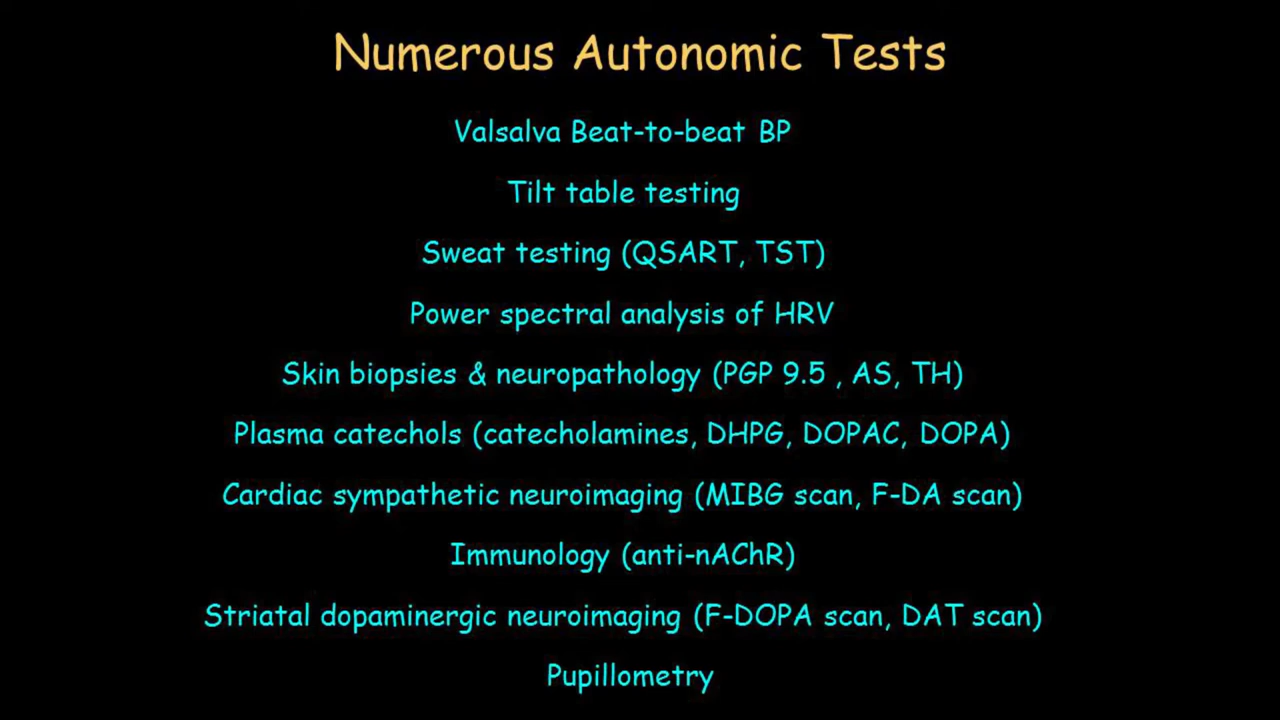 Numerous Autonomic Tests
Valsalva Beat-to-beat BP
Tilt table testing
Sweat testing (QSART, TST)
Power spectral analysis of HRV
Skin biopsies & neuropathology (PGP 9.5 , AS, TH)
Plasma catechols (catecholamines, DHPG, DOPAC, DOPA)
Cardiac sympathetic neuroimaging (MIBG scan, F-DA scan)
Immunology (anti-nAChR)
Striatal dopaminergic neuroimaging (F-DOPA scan, DAT scan)
Pupillometry